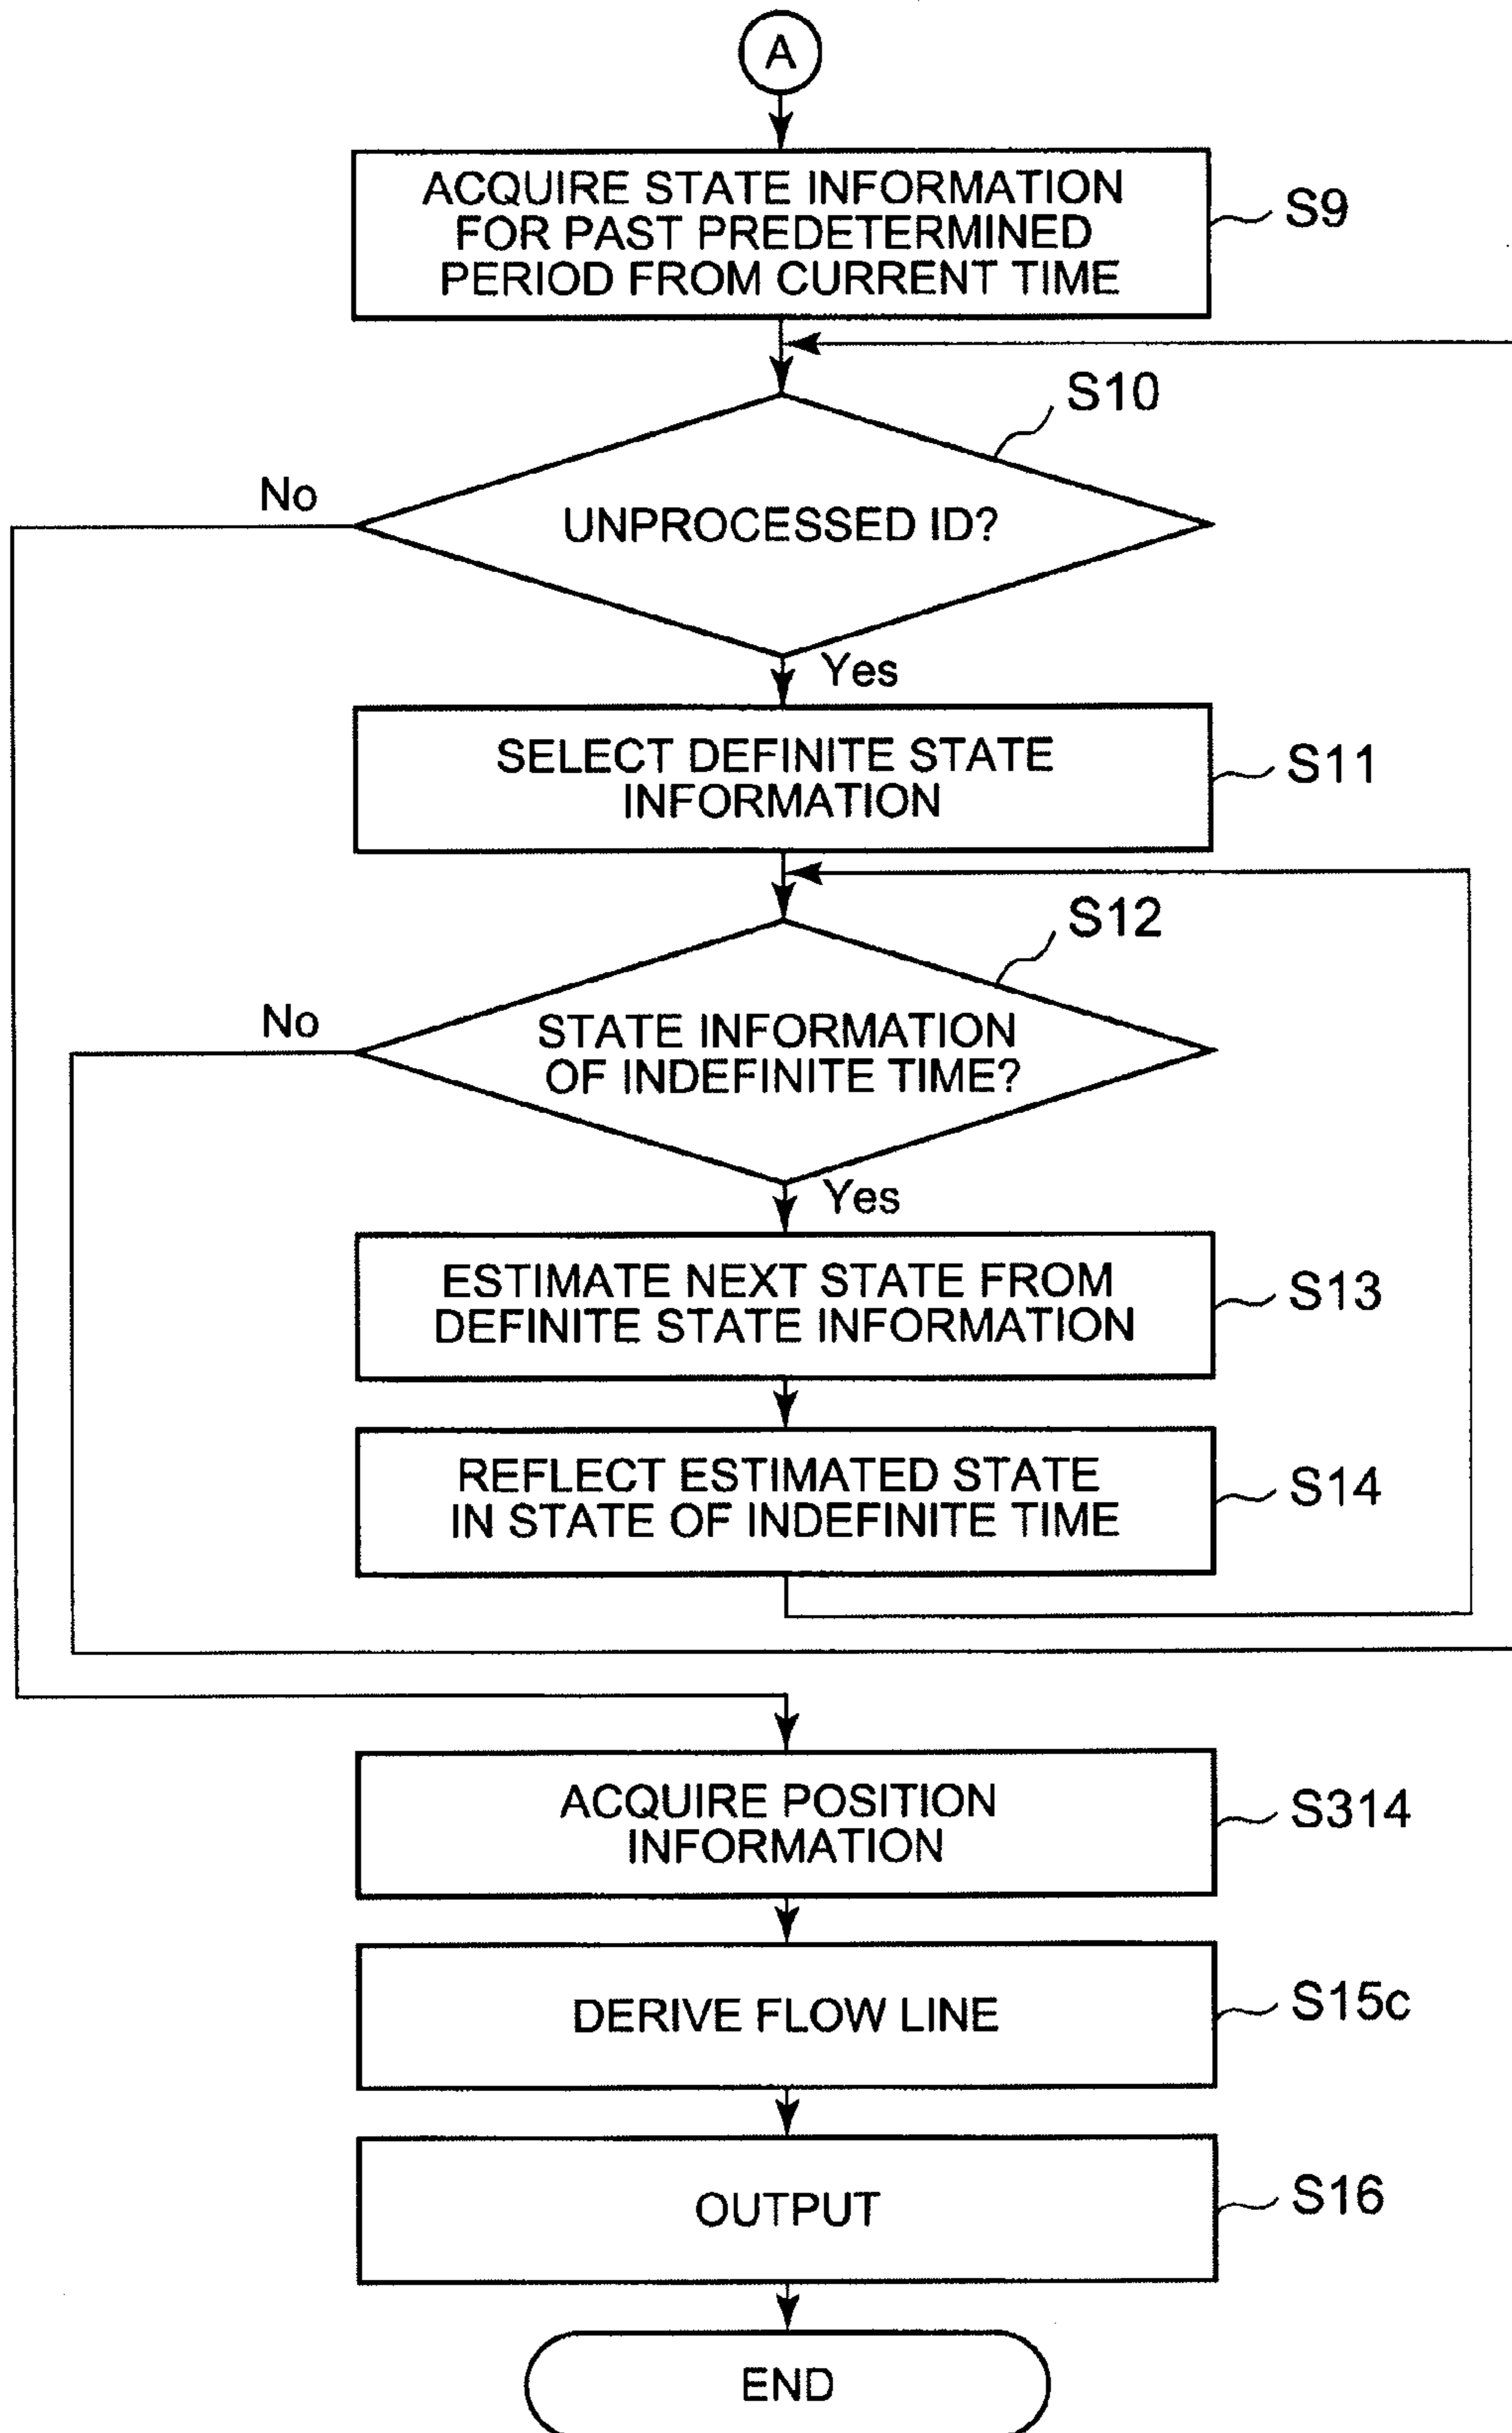 A
ACQUIRE STATE INFORMATION
FOR PAST PREDETERMINED
PERIOD FROM CURRENT TIME
S9
S10
No
UNPROCESSED ID?
Yes
SELECT DEFINITE STATE
INFORMATION
S11
S12
No
STATE INFORMATION
OF INDEFINITE TIME?
Yes
ESTIMATE NEXT STATE FROM
DEFINITE STATE INFORMATION
S13
REFLECT ESTIMATED STATE
IN STATE OF INDEFINITE TIME
S14
ACQUIRE POSITION
INFORMATION
S314
DERIVE FLOW LINE
S15c
OUTPUT
S16
END